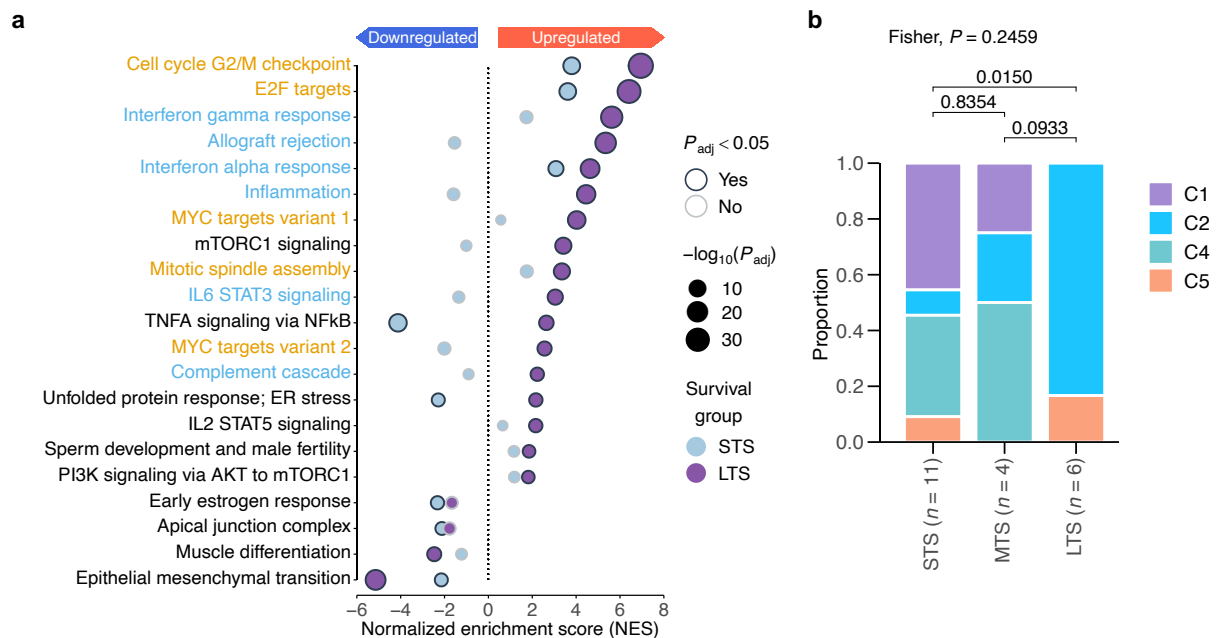 a
Downregulated
Upregulated
Cell cycle G2/M checkpoint
E2F targets
Interferon gamma response
Allograft rejection
Interferon alpha response
Inflammation
MYC targets variant 1
mTORC1 signaling
Mitotic spindle assembly
IL6 STAT3 signaling
TNFA signaling via NFkB
MYC targets variant 2
Complement cascade
Unfolded protein response; ER stress
IL2 STAT5 signaling
Sperm development and male fertility
PI3K signaling via AKT to mTORC1
Early estrogen response
Apical junction complex
Muscle differentiation
Epithelial mesenchymal transition
−6 −4 −2 0 2 4 6 8
Normalized enrichment score (NES)
Padj < 0.05
Yes
No
−log10(Padj)
10
20
30
Survival
group
STS
LTS
b
Fisher, P = 0.2459
0.0150
0.8354
0.0933
Proportion
1.0
0.8
0.6
0.4
0.2
0.0
STS (n = 11)
MTS (n = 4)
LTS (n = 6)
C1
C2
C4
C5